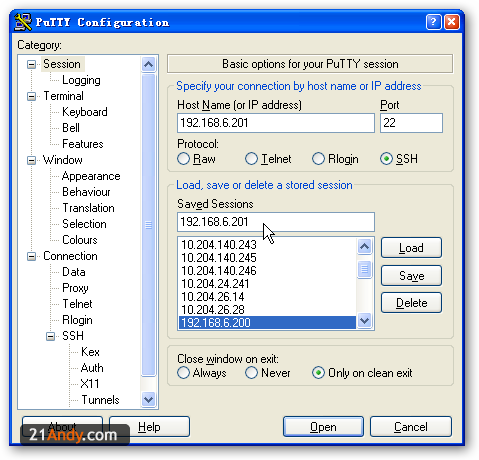 PuTTY Configuration
Category:
Session
Logging
Terminal
Keyboard
Bell
Features
Window
Appearance
Behaviour
Translation
Selection
Colours
Connection
Data
Proxy
Telnet
Rlogin
SSH
Kex
Auth
X11
Tunnels
Basic options for your PuTTY session
Specify your connection by host name or IP address
Host Name (or IP address) Port
192.168.6.201 22
Protocol:
Raw Telnet Rlogin SSH
Load, save or delete a stored session
Saved Sessions
192.168.6.201
10.204.140.243
10.204.140.245
10.204.140.246
10.204.24.241
10.204.26.14
10.204.26.28
192.168.6.200
Load
Save
Delete
Close window on exit:
Always Never Only on clean exit
About Help Open Cancel
21Andy.com